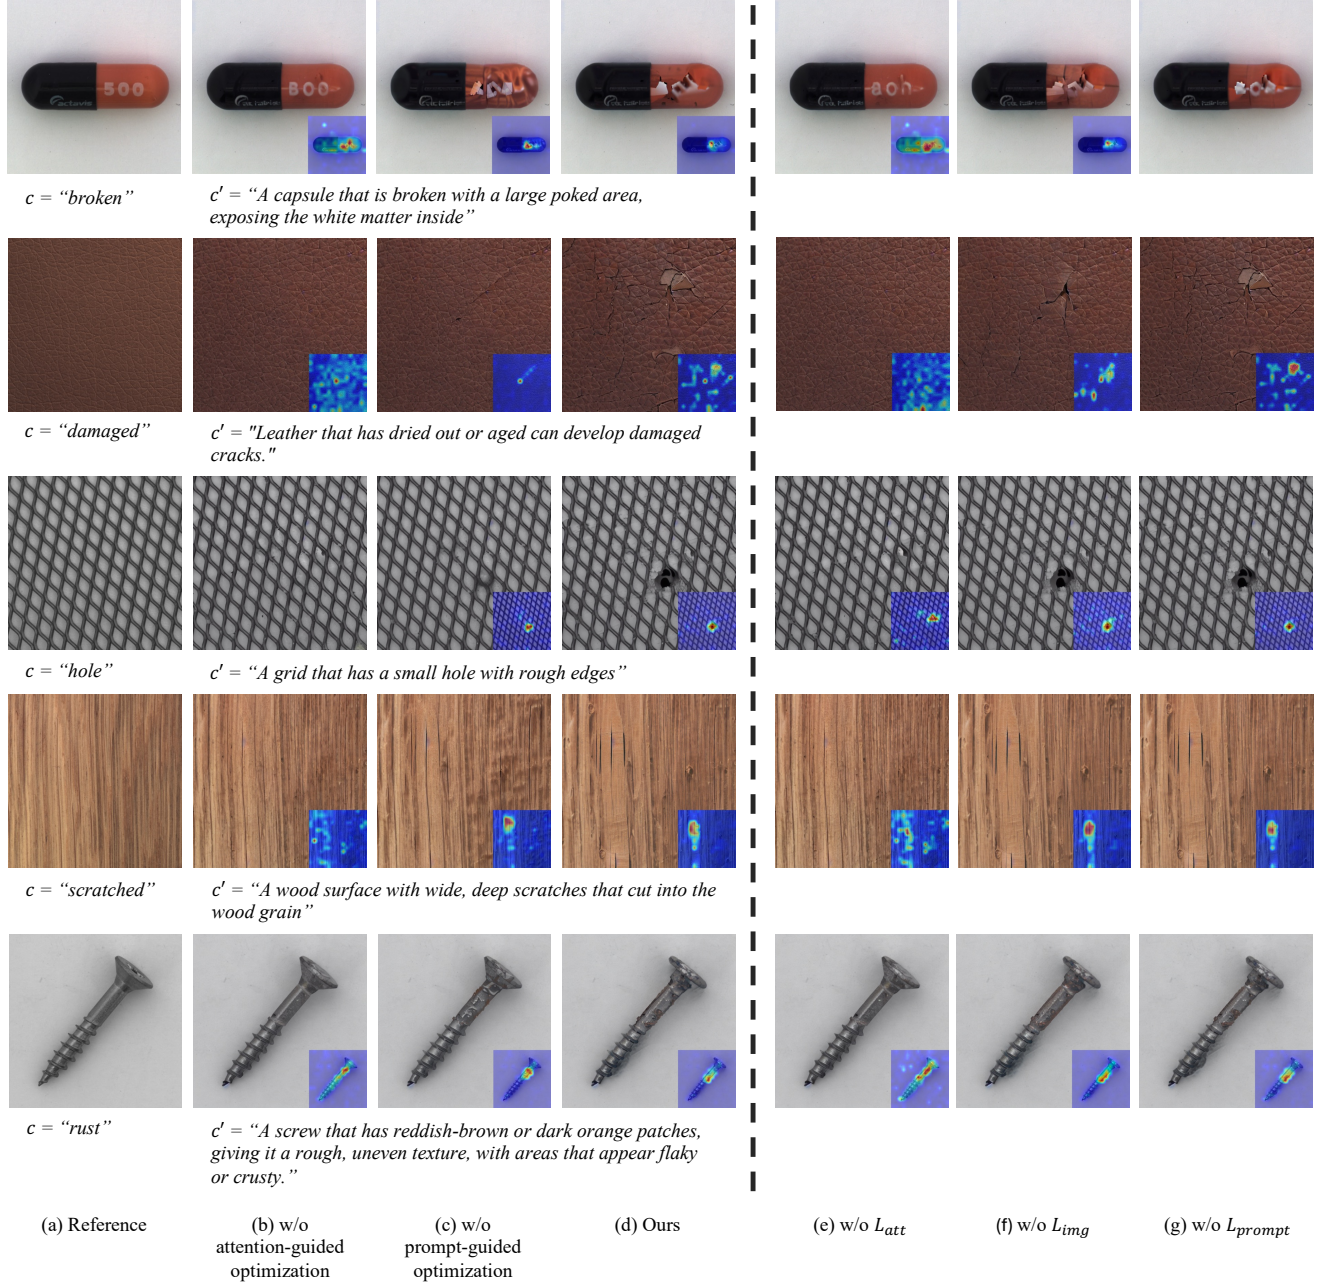 actavis 500
800
80n
c = “broken”
c′ = “A capsule that is broken with a large poked area,
exposing the white matter inside”
c = “damaged”
c′ = "Leather that has dried out or aged can develop damaged
cracks."
c = “hole”
c′ = “A grid that has a small hole with rough edges”
c = “scratched”
c′ = “A wood surface with wide, deep scratches that cut into the
wood grain”
c = “rust”
c′ = “A screw that has reddish-brown or dark orange patches,
giving it a rough, uneven texture, with areas that appear flaky
or crusty.”
(a) Reference
(b) w/o
attention-guided
optimization
(c) w/o
prompt-guided
optimization
(d) Ours
(e) w/o L_att
(f) w/o L_img
(g) w/o L_prompt